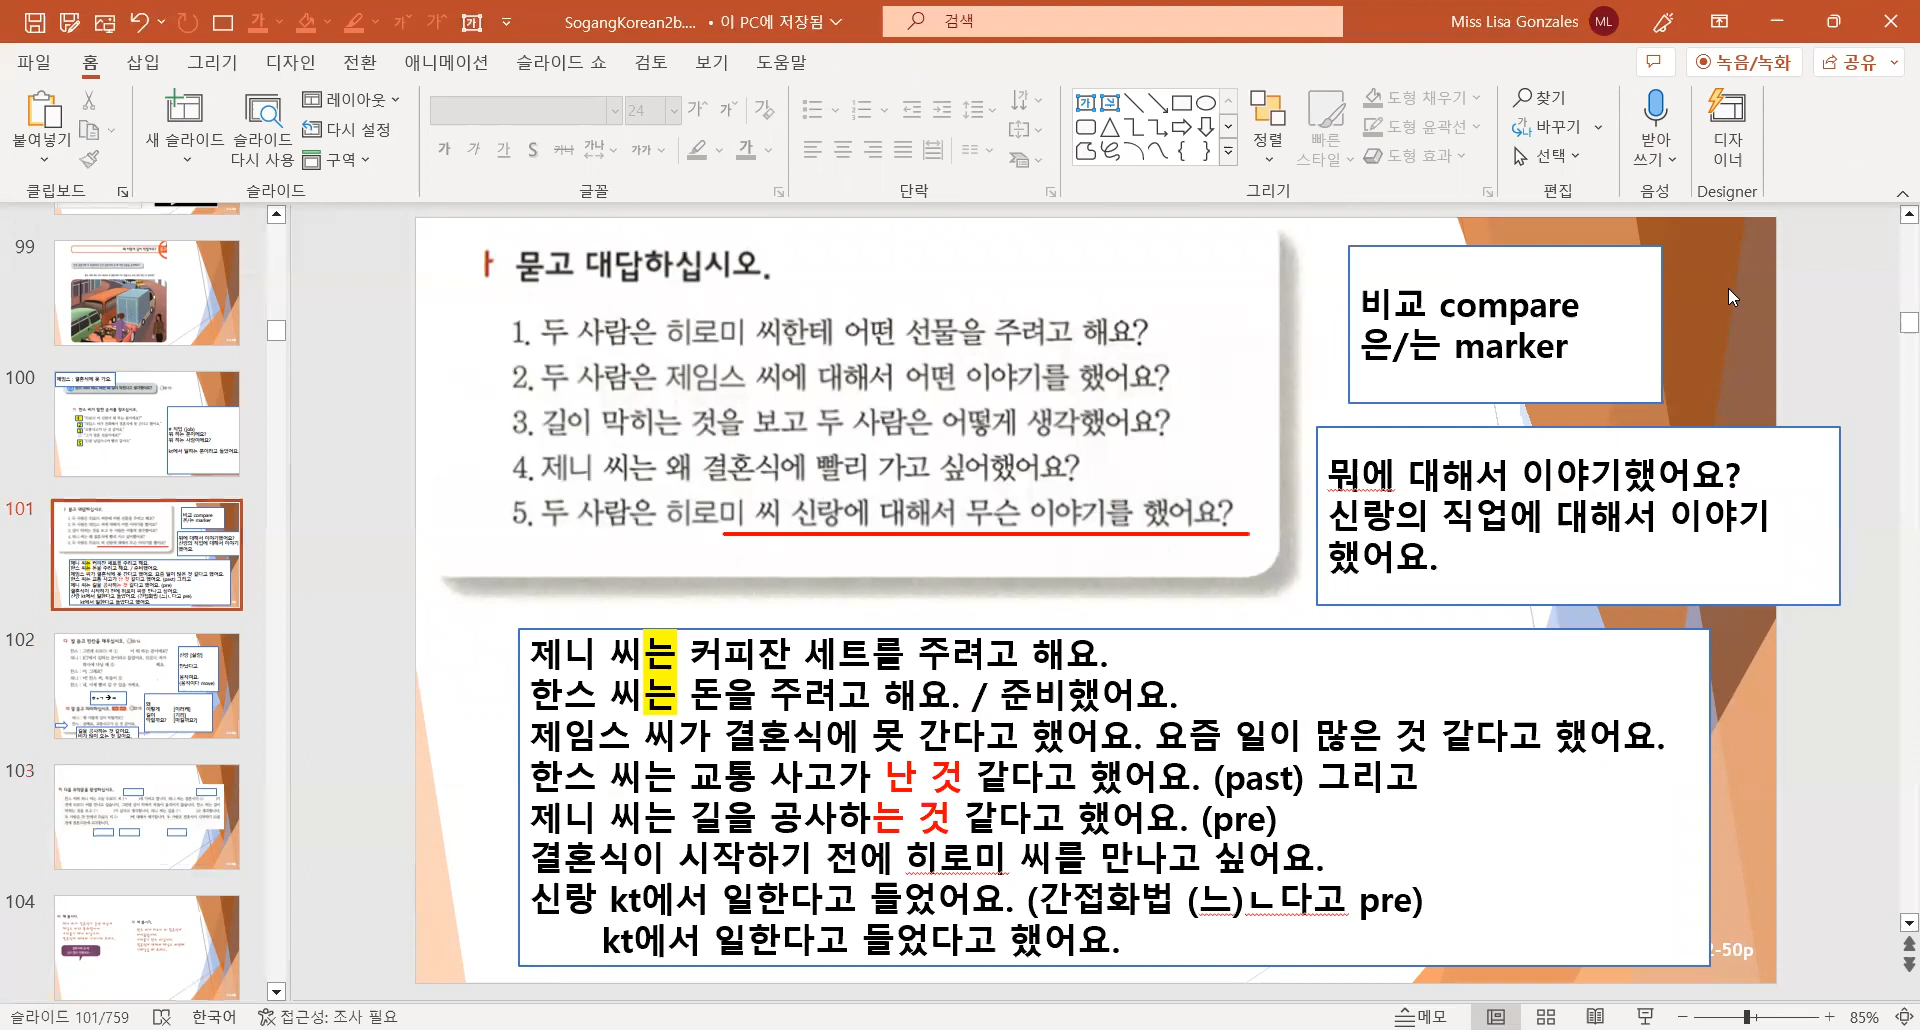 SogangKorean2b.... • 이 PC에 저장됨
검색
Miss Lisa Gonzales
ML
파일 홈 삽입 그리기 디자인 전환 애니메이션 슬라이드 쇼 검토 보기 도움말
녹음/녹화
공유
붙여넣기
클립보드
새 슬라이드
슬라이드 다시 사용
레이아웃
다시 설정
구역
슬라이드
24
가 가 가 S 가나 가나 가가 가
글꼴
단락
정렬
빠른 스타일
도형 채우기
도형 윤곽선
도형 효과
그리기
찾기
바꾸기
선택
편집
받아쓰기
음성
디자이너
Designer
99
100
101
102
103
104
ㅏ 묻고 대답하십시오.
1. 두 사람은 히로미 씨한테 어떤 선물을 주려고 해요?
2. 두 사람은 제임스 씨에 대해서 어떤 이야기를 했어요?
3. 길이 막히는 것을 보고 두 사람은 어떻게 생각했어요?
4. 제니 씨는 왜 결혼식에 빨리 가고 싶어했어요?
5. 두 사람은 히로미 씨 신랑에 대해서 무슨 이야기를 했어요?
비교 compare
은/는 marker
뭐에 대해서 이야기했어요?
신랑의 직업에 대해서 이야기
했어요.
제니 씨는 커피잔 세트를 주려고 해요.
한스 씨는 돈을 주려고 해요. / 준비했어요.
제임스 씨가 결혼식에 못 간다고 했어요. 요즘 일이 많은 것 같다고 했어요.
한스 씨는 교통 사고가 난 것 같다고 했어요. (past) 그리고
제니 씨는 길을 공사하는 것 같다고 했어요. (pre)
결혼식이 시작하기 전에 히로미 씨를 만나고 싶어요.
신랑 kt에서 일한다고 들었어요. (간접화법 (느)ㄴ다고 pre)
kt에서 일한다고 들었다고 했어요.
2-50p
슬라이드 101/759
한국어
접근성: 조사 필요
메모
85%